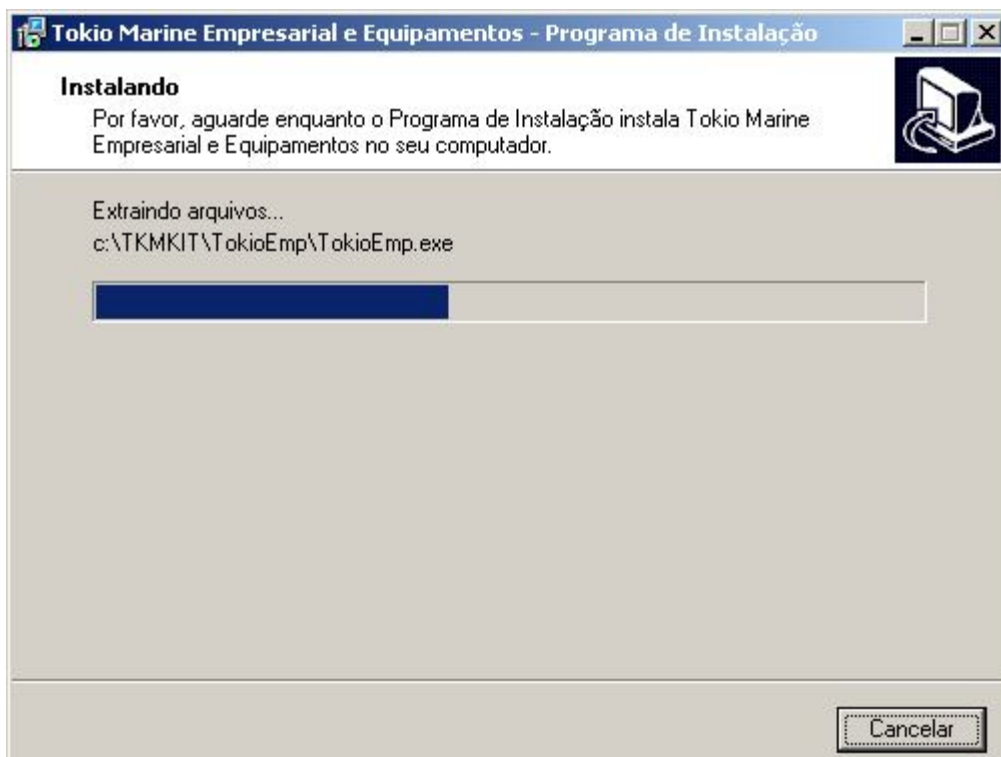 Tokio Marine Empresarial e Equipamentos - Programa de Instalação
Instalando
Por favor, aguarde enquanto o Programa de Instalação instala Tokio Marine
Empresarial e Equipamentos no seu computador.
Extraindo arquivos...
c:\TKMKIT\TokioEmp\TokioEmp.exe
Cancelar